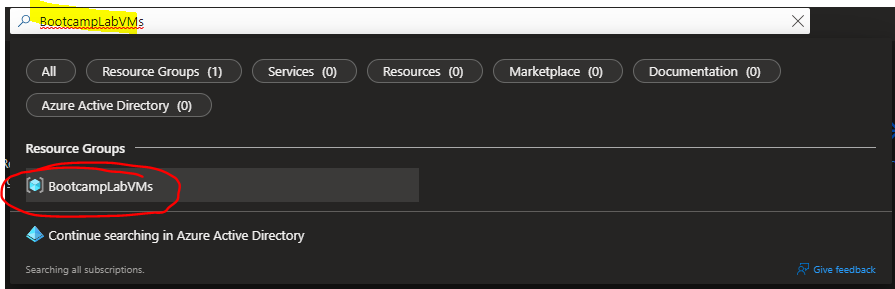 BootcampLabVMs
All Resource Groups (1) Services (0) Resources (0) Marketplace (0) Documentation (0)
Azure Active Directory (0)
Resource Groups
BootcampLabVMs
Continue searching in Azure Active Directory
Searching all subscriptions. Give feedback